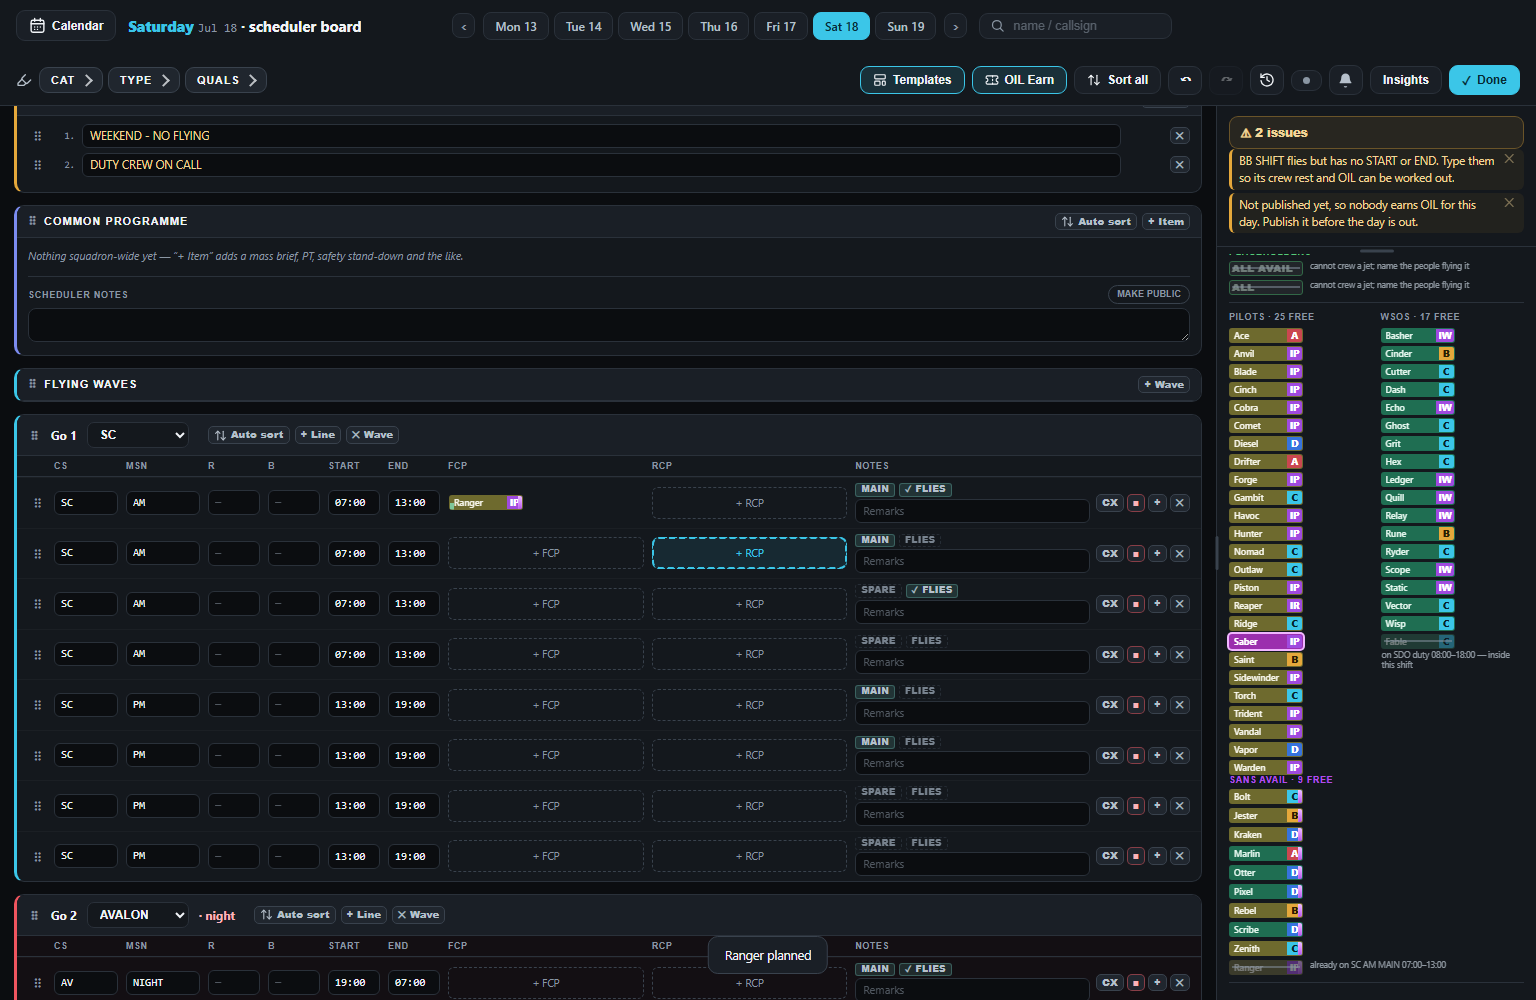 Calendar
Saturday Jul 18 · scheduler board
‹
Mon 13
Tue 14
Wed 15
Thu 16
Fri 17
Sat 18
Sun 19
›
name / callsign
CAT
TYPE
QUALS
Templates
OIL Earn
Sort all
Insights
✓ Done
1. WEEKEND - NO FLYING
2. DUTY CREW ON CALL
COMMON PROGRAMME
Auto sort
+ Item
Nothing squadron-wide yet — "+ Item" adds a mass brief, PT, safety stand-down and the like.
SCHEDULER NOTES
MAKE PUBLIC
FLYING WAVES
+ Wave
Go 1 SC Auto sort + Line × Wave
CS MSN R B START END FCP RCP NOTES
SC AM – – 07:00 13:00 Ranger IP + RCP MAIN ✓ FLIES Remarks CX
SC AM – – 07:00 13:00 + FCP + RCP MAIN FLIES Remarks CX
SC AM – – 07:00 13:00 + FCP + RCP SPARE ✓ FLIES Remarks CX
SC AM – – 07:00 13:00 + FCP + RCP SPARE FLIES Remarks CX
SC PM – – 13:00 19:00 + FCP + RCP MAIN FLIES Remarks CX
SC PM – – 13:00 19:00 + FCP + RCP MAIN FLIES Remarks CX
SC PM – – 13:00 19:00 + FCP + RCP SPARE FLIES Remarks CX
SC PM – – 13:00 19:00 + FCP + RCP SPARE FLIES Remarks CX
Go 2 AVALON · night Auto sort + Line × Wave
CS MSN R B START END FCP RCP NOTES
AV NIGHT – – 19:00 07:00 + FCP + RCP MAIN ✓ FLIES Remarks CX
Ranger planned
⚠ 2 issues
BB SHIFT flies but has no START or END. Type them
so its crew rest and OIL can be worked out.
Not published yet, so nobody earns OIL for this
day. Publish it before the day is out.
ALL AVAIL cannot crew a jet; name the people flying it
ALL cannot crew a jet; name the people flying it
PILOTS · 25 FREE
Ace A
Anvil IP
Blade IP
Cinch IP
Cobra IP
Comet IP
Diesel D
Drifter A
Forge IP
Gambit C
Havoc IP
Hunter IP
Nomad C
Outlaw C
Piston IP
Reaper IR
Ridge C
Saber IP
Saint B
Sidewinder IP
Torch C
Trident IP
Vandal IP
Vapor D
Warden IP
WSOS · 17 FREE
Basher IW
Cinder B
Cutter C
Dash C
Echo IW
Ghost C
Grit C
Hex C
Ledger IW
Quill IW
Relay IW
Rune B
Ryder C
Scope IW
Static IW
Vector C
Wisp C
Fable C
on SDO duty 08:00–18:00 — inside
this shift
SANS AVAIL · 9 FREE
Bolt C
Jester B
Kraken D
Marlin A
Otter D
Pixel D
Rebel B
Scribe D
Zenith C
Ranger IP already on SC AM MAIN 07:00–13:00